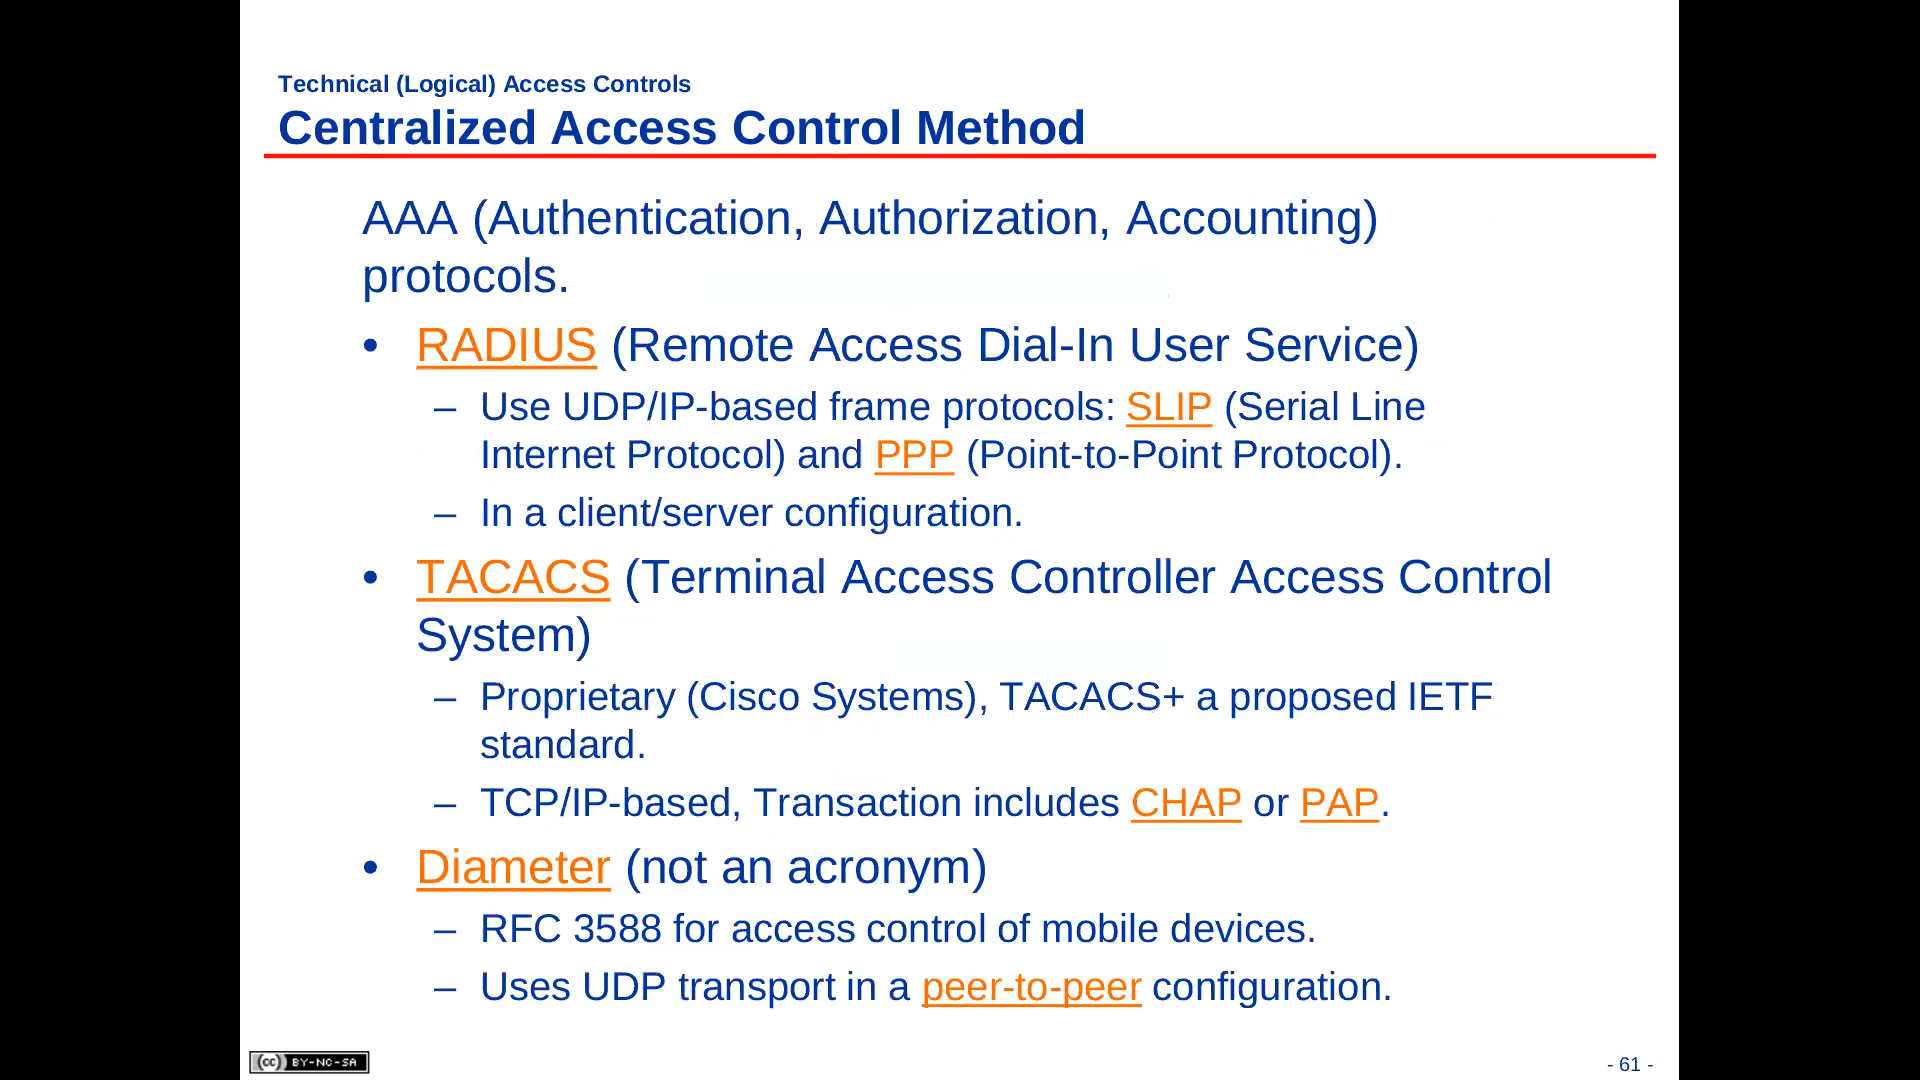 Technical (Logical) Access Controls
Centralized Access Control Method
AAA (Authentication, Authorization, Accounting)
protocols.
• RADIUS (Remote Access Dial-In User Service)
– Use UDP/IP-based frame protocols: SLIP (Serial Line
Internet Protocol) and PPP (Point-to-Point Protocol).
– In a client/server configuration.
• TACACS (Terminal Access Controller Access Control
System)
– Proprietary (Cisco Systems), TACACS+ a proposed IETF
standard.
– TCP/IP-based, Transaction includes CHAP or PAP.
• Diameter (not an acronym)
– RFC 3588 for access control of mobile devices.
– Uses UDP transport in a peer-to-peer configuration.
(cc) BY-NC-SA
- 61 -